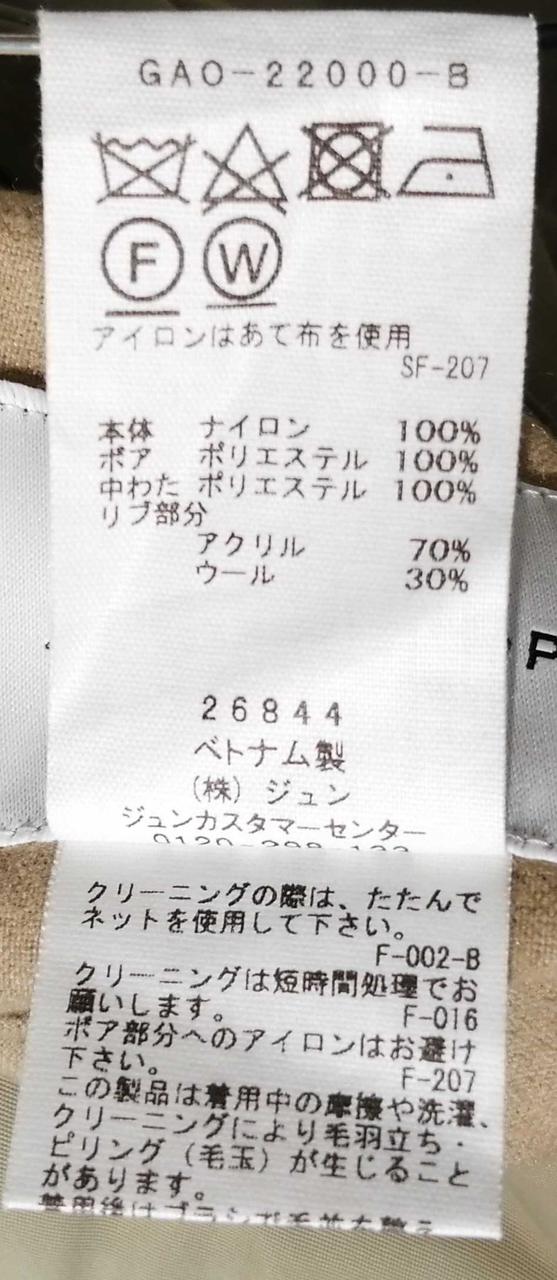 GAO-22000-B
F W
アイロンはあて布を使用
SF-207
本体 ナイロン 100%
ボア ポリエステル 100%
中わた ポリエステル 100%
リブ部分
アクリル 70%
ウール 30%
P
26844
ベトナム製
(株) ジュン
ジュンカスタマーセンター
クリーニングの際は、たたんで
ネットを使用して下さい。
F-002-B
クリーニングは短時間処理でお
願いします。 F-016
ボア部分へのアイロンはお避け
下さい。 F-207
この製品は着用中の摩擦や洗濯、
クリーニングにより毛羽立ち・
ピリング (毛玉) が生じること
があります。